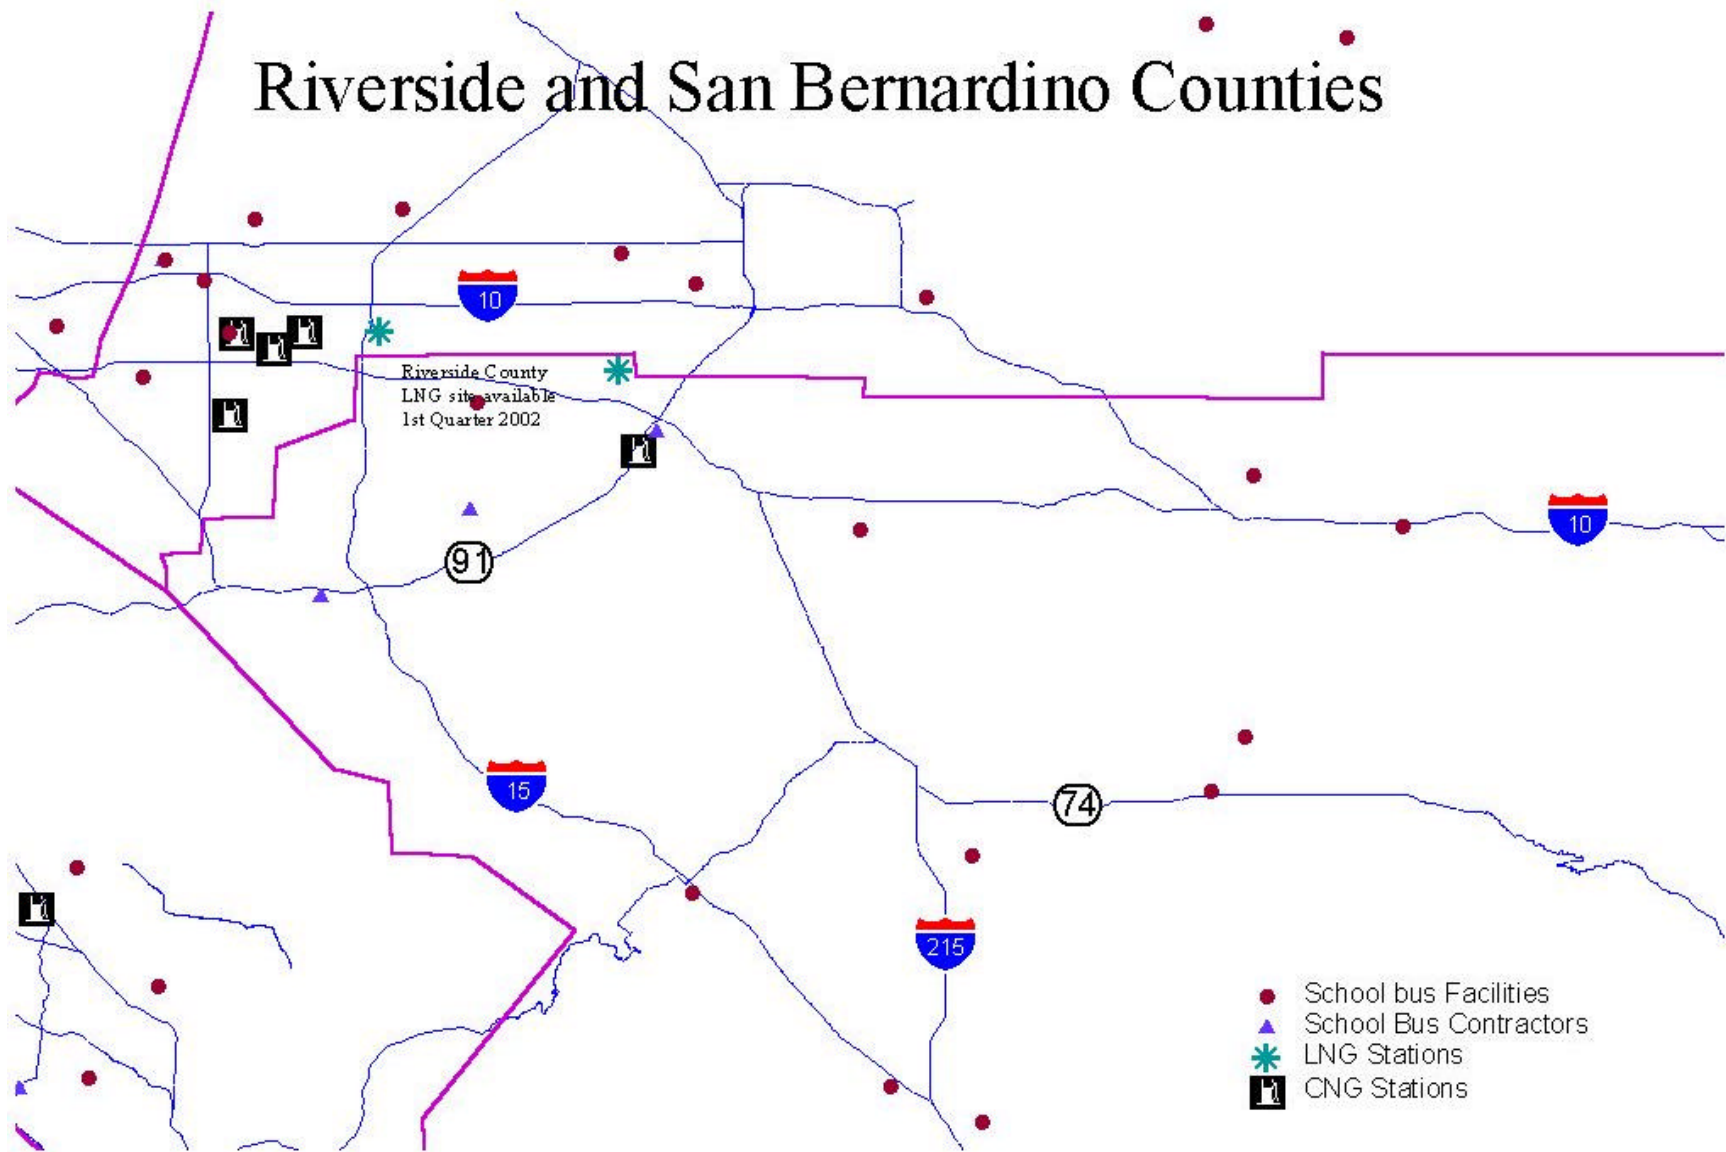 Riverside and San Bernardino Counties
10
Riverside County
LNG site available
1st Quarter 2002
91
10
15
74
215
School bus Facilities
School Bus Contractors
LNG Stations
CNG Stations